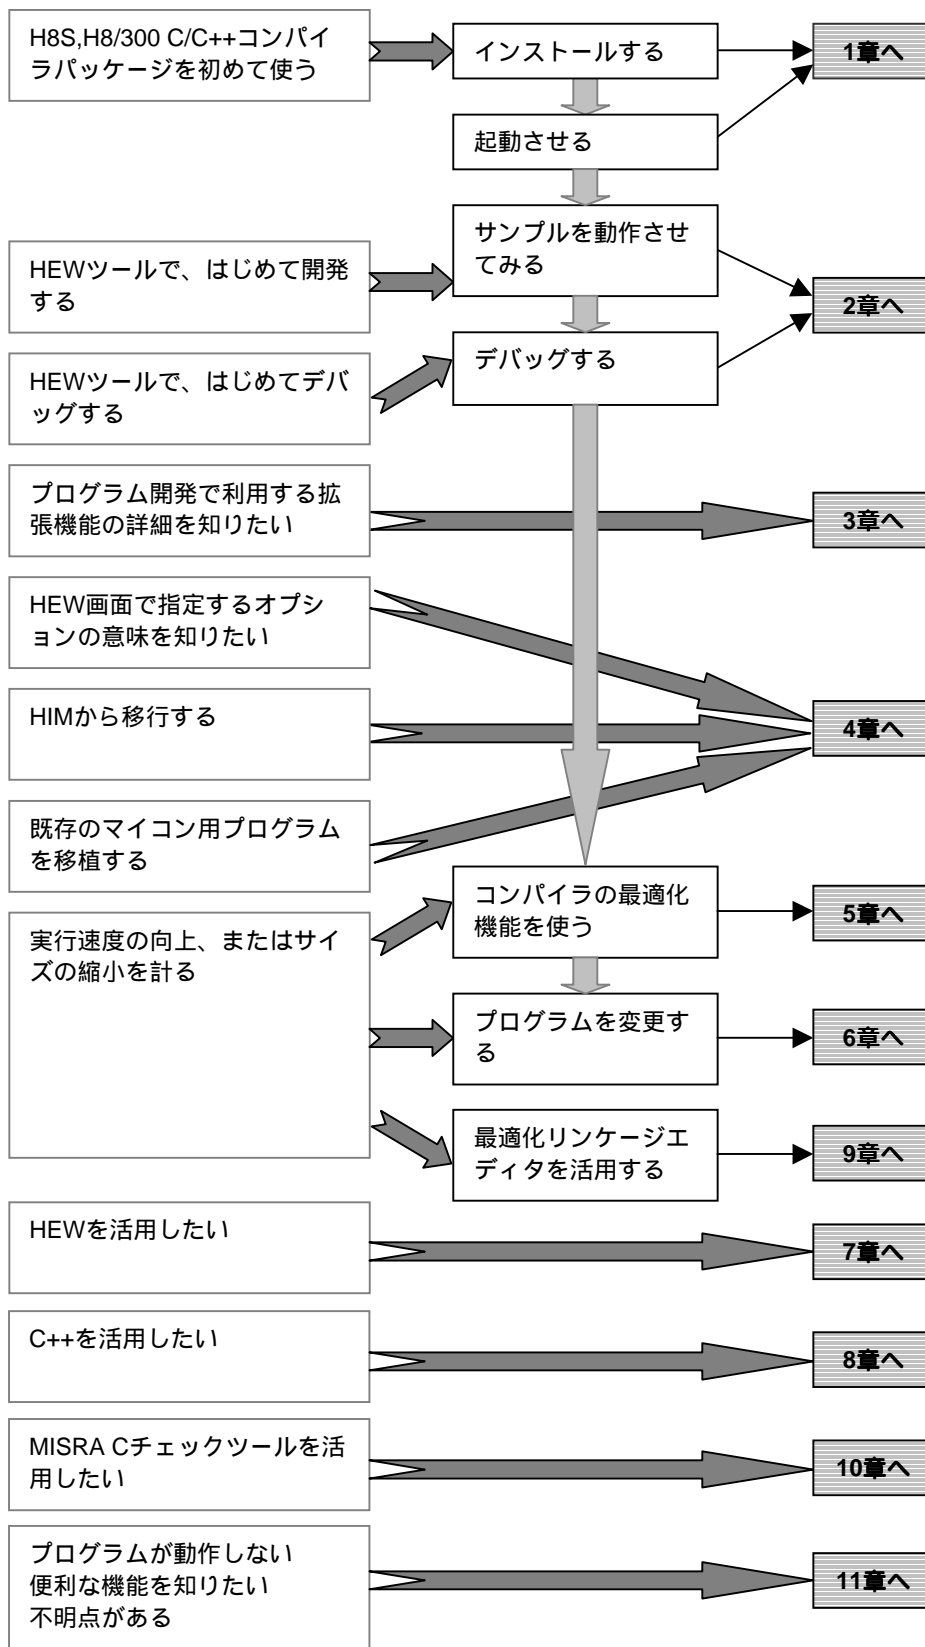 H8S,H8/300 C/C++コンパイ
ラパッケージを初めて使う
インストールする
1章へ
起動させる
サンプルを動作させ
てみる
HEWツールで、はじめて開発
する
2章へ
デバッグする
HEWツールで、はじめてデバ
ッグする
プログラム開発で利用する拡
張機能の詳細を知りたい
3章へ
HEW画面で指定するオプシ
ョンの意味を知りたい
HIMから移行する
4章へ
既存のマイコン用プログラム
を移植する
コンパイラの最適化
機能を使う
5章へ
実行速度の向上、またはサイ
ズの縮小を計る
プログラムを変更す
る
6章へ
最適化リンケージエ
ディタを活用する
9章へ
HEWを活用したい
7章へ
C++を活用したい
8章へ
MISRA Cチェックツールを活
用したい
10章へ
プログラムが動作しない
便利な機能を知りたい
不明点がある
11章へ